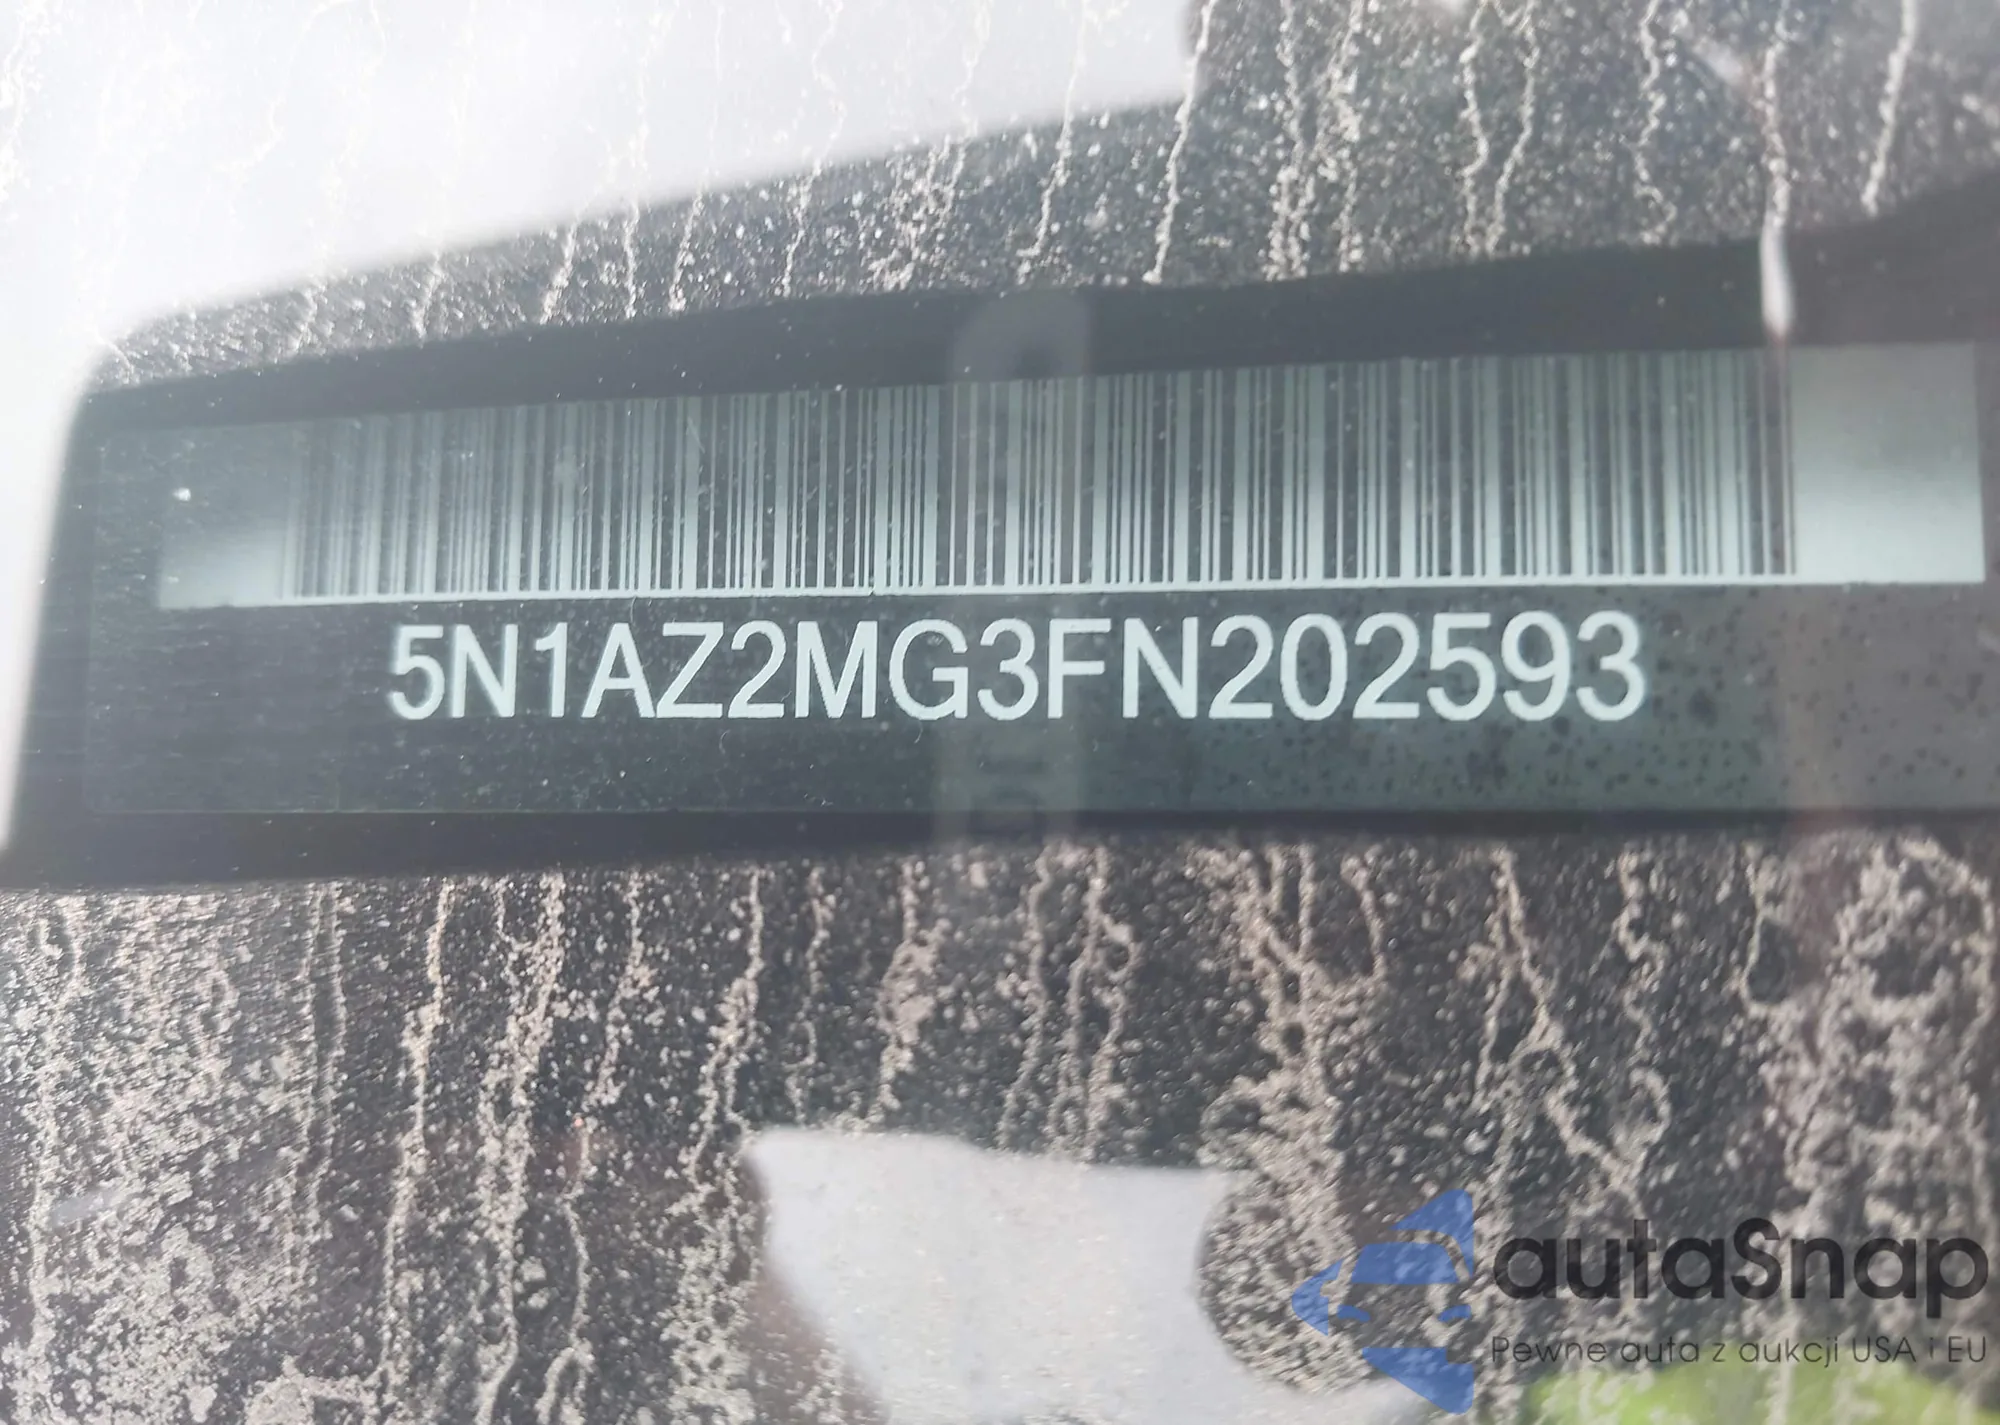 5N1AZ2MG3FN202593
autaSnap
Pewne auta z aukcji USA i EU